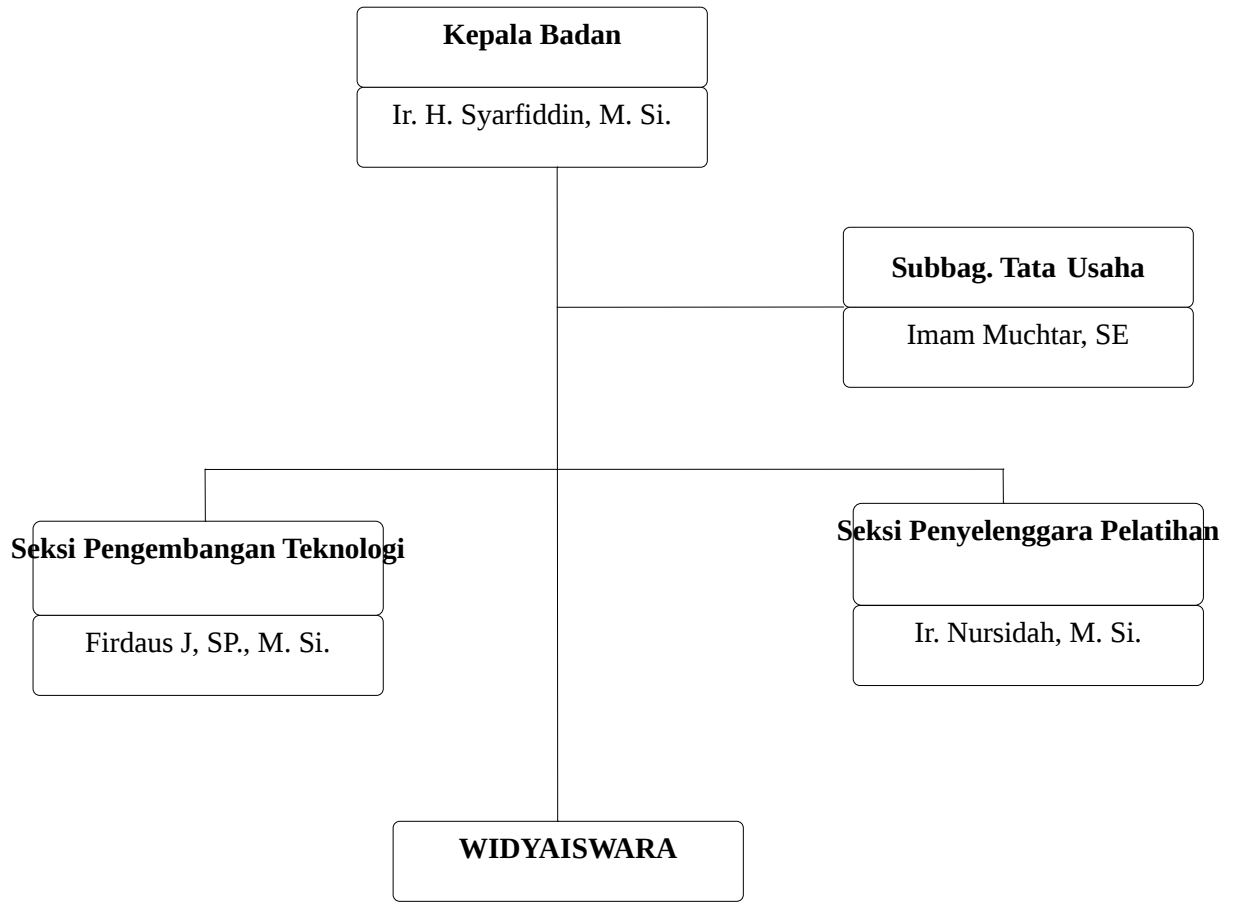 Kepala Badan
Ir. H. Syarfiddin, M. Si.
Subbag. Tata Usaha
Imam Muchtar, SE
Seksi Pengembangan Teknologi
Firdaus J, SP., M. Si.
Seksi Penyelenggara Pelatihan
Ir. Nursidah, M. Si.
WIDYAISWARA